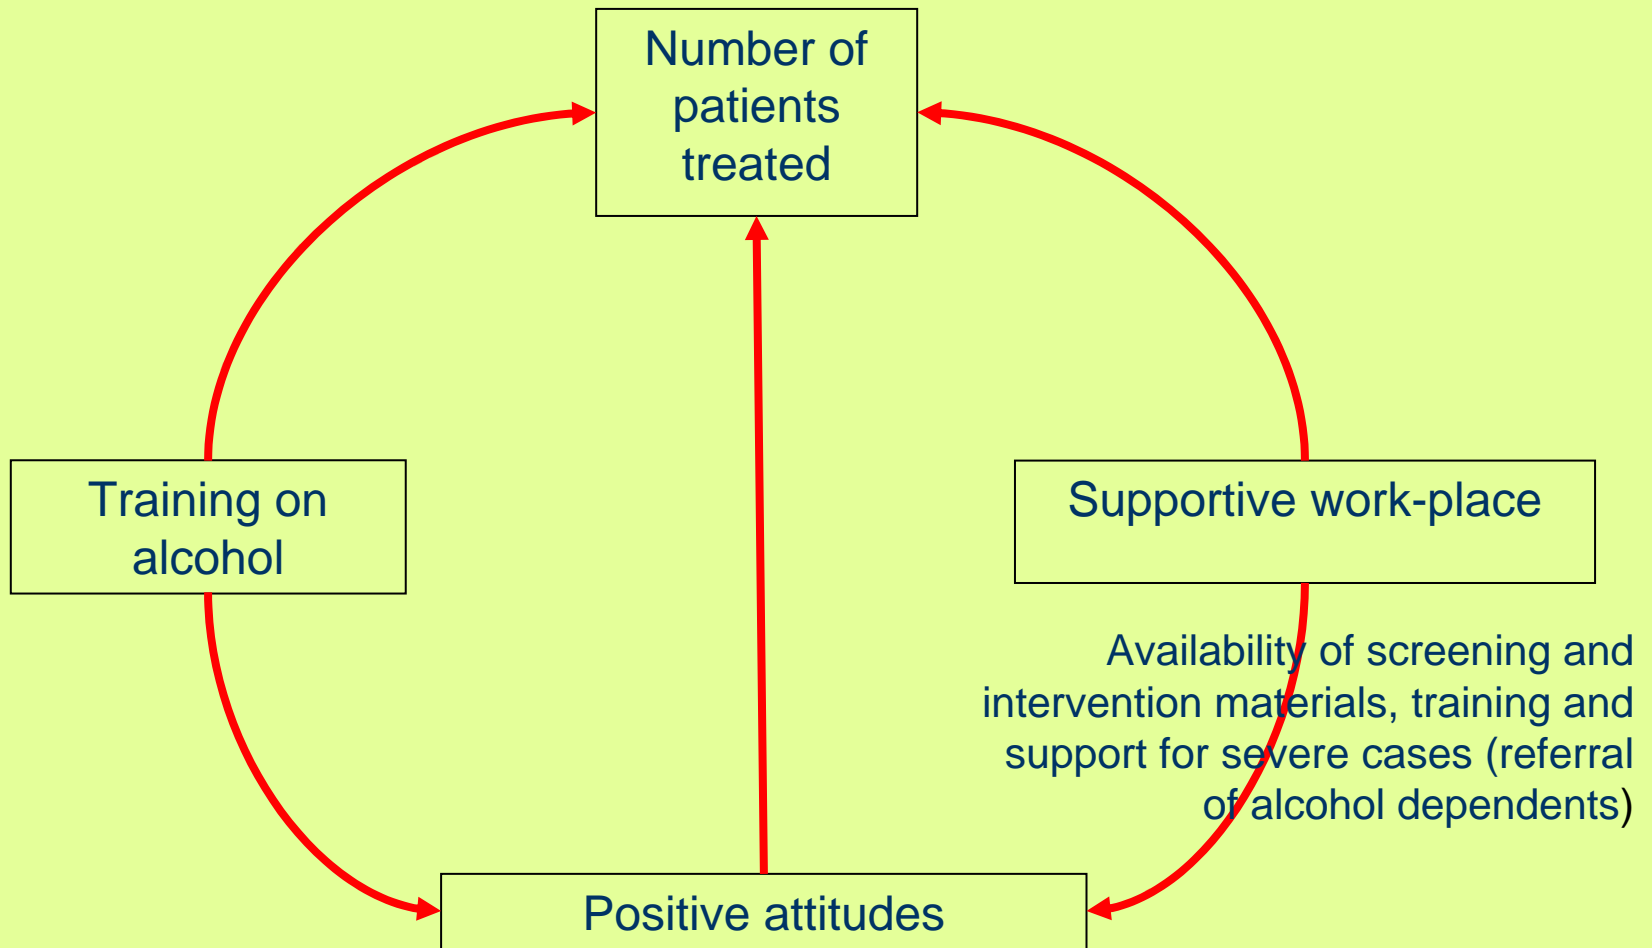 Number of
patients
treated
Training on
alcohol
Supportive work-place
Availability of screening and
intervention materials, training and
support for severe cases (referral
of alcohol dependents)
Positive attitudes